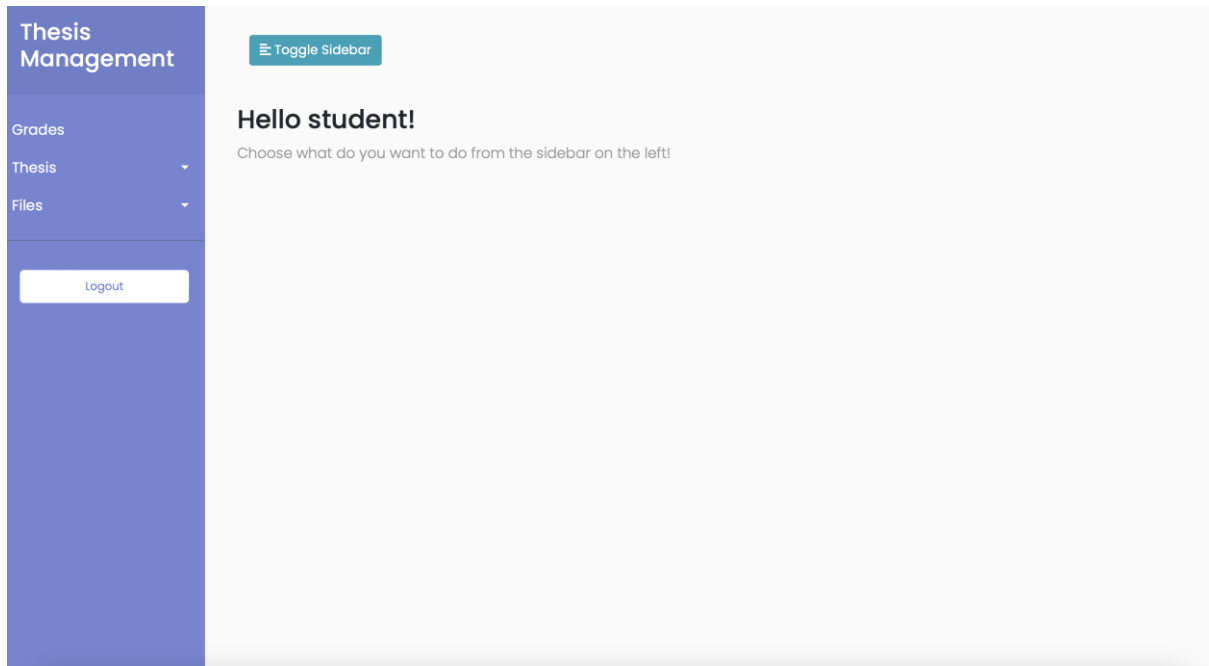 Thesis
Management
Toggle Sidebar
Hello student!
Choose what do you want to do from the sidebar on the left!
Grades
Thesis
Files
Logout